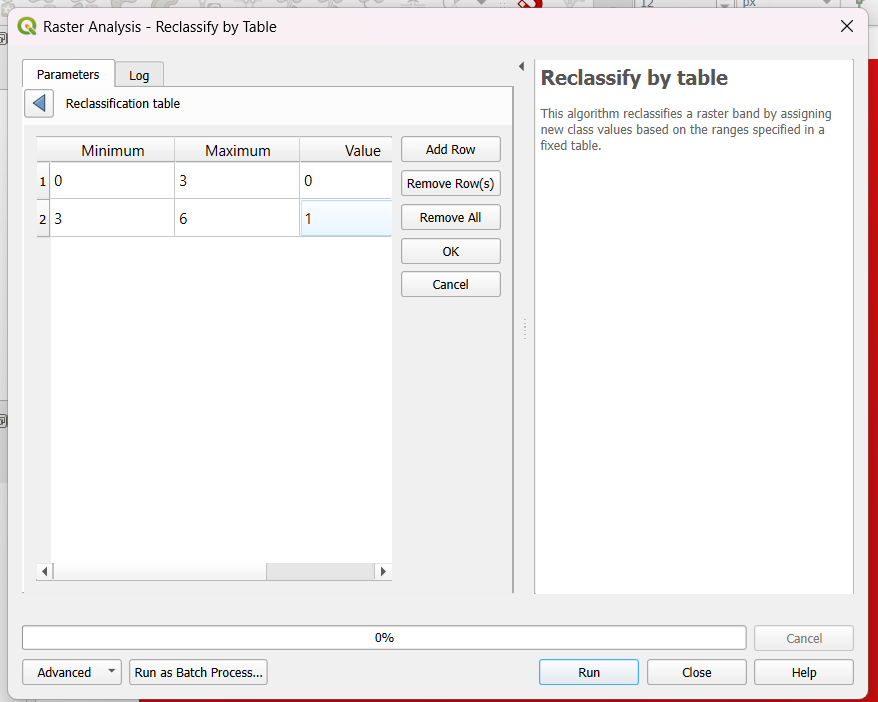 12
px
Raster Analysis - Reclassify by Table
Parameters
Log
Reclassification table
Minimum Maximum Value
1 0 3 0
2 3 6 1
Add Row
Remove Row(s)
Remove All
OK
Cancel
Reclassify by table
This algorithm reclassifies a raster band by assigning
new class values based on the ranges specified in a
fixed table.
0%
Cancel
Advanced
Run as Batch Process...
Run
Close
Help